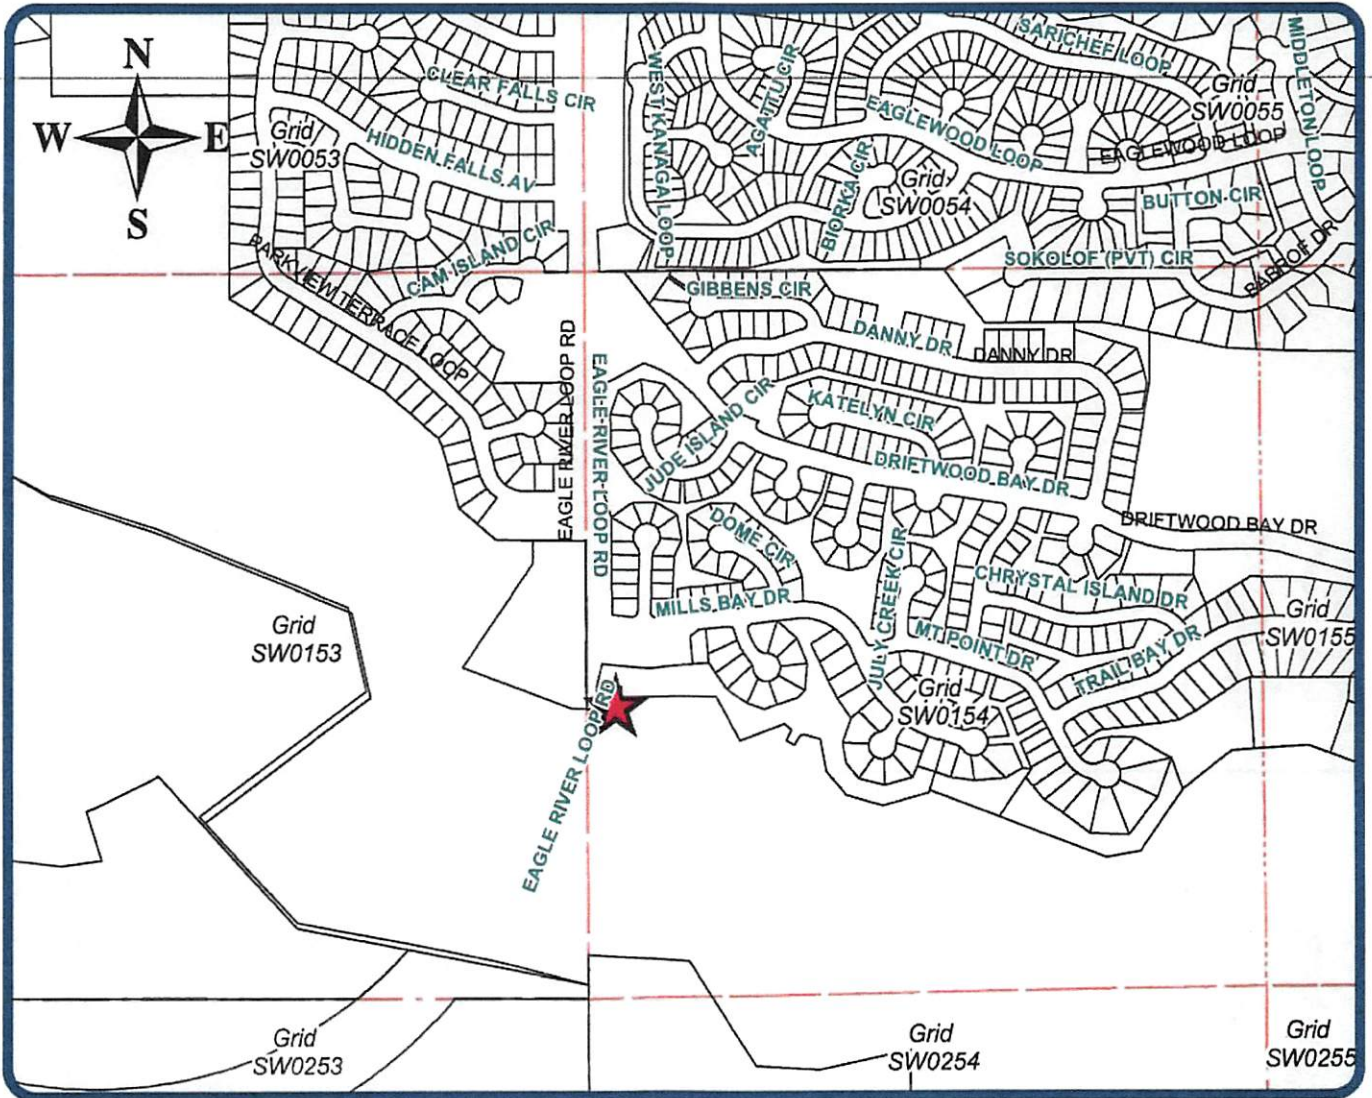 N
W
E
S
SARICHEF LOOP
MIDDLETON LOOP
CLEAR FALLS CIR
WEST KANAGA LOOP
AGATTU CIR
Grid
SW0055
EAGLEWOOD LOOP
EAGLEWOOD LOOP
Grid
SW0053
HIDDEN FALLS AV
BIORKA CIR
Grid
SW0054
BUTTON CIR
CAM ISLAND CIR
PARKVIEW TERRACE LOOP
SOKOLOF (PVT) CIR
BABROF DR
GIBBENS CIR
DANNY DR
DANNY DR
EAGLE RIVER LOOP RD
EAGLE RIVER LOOP RD
JUDE ISLAND CIR
KATELYN CIR
DRIFTWOOD BAY DR
DRIFTWOOD BAY DR
DOME CIR
JULY CREEK CIR
CHRYSTAL ISLAND DR
MILLS BAY DR
MT POINT DR
TRAIL BAY DR
Grid
SW0153
Grid
SW0155
Grid
SW0154
EAGLE RIVER LOOP RD
Grid
SW0253
Grid
SW0254
Grid
SW0255